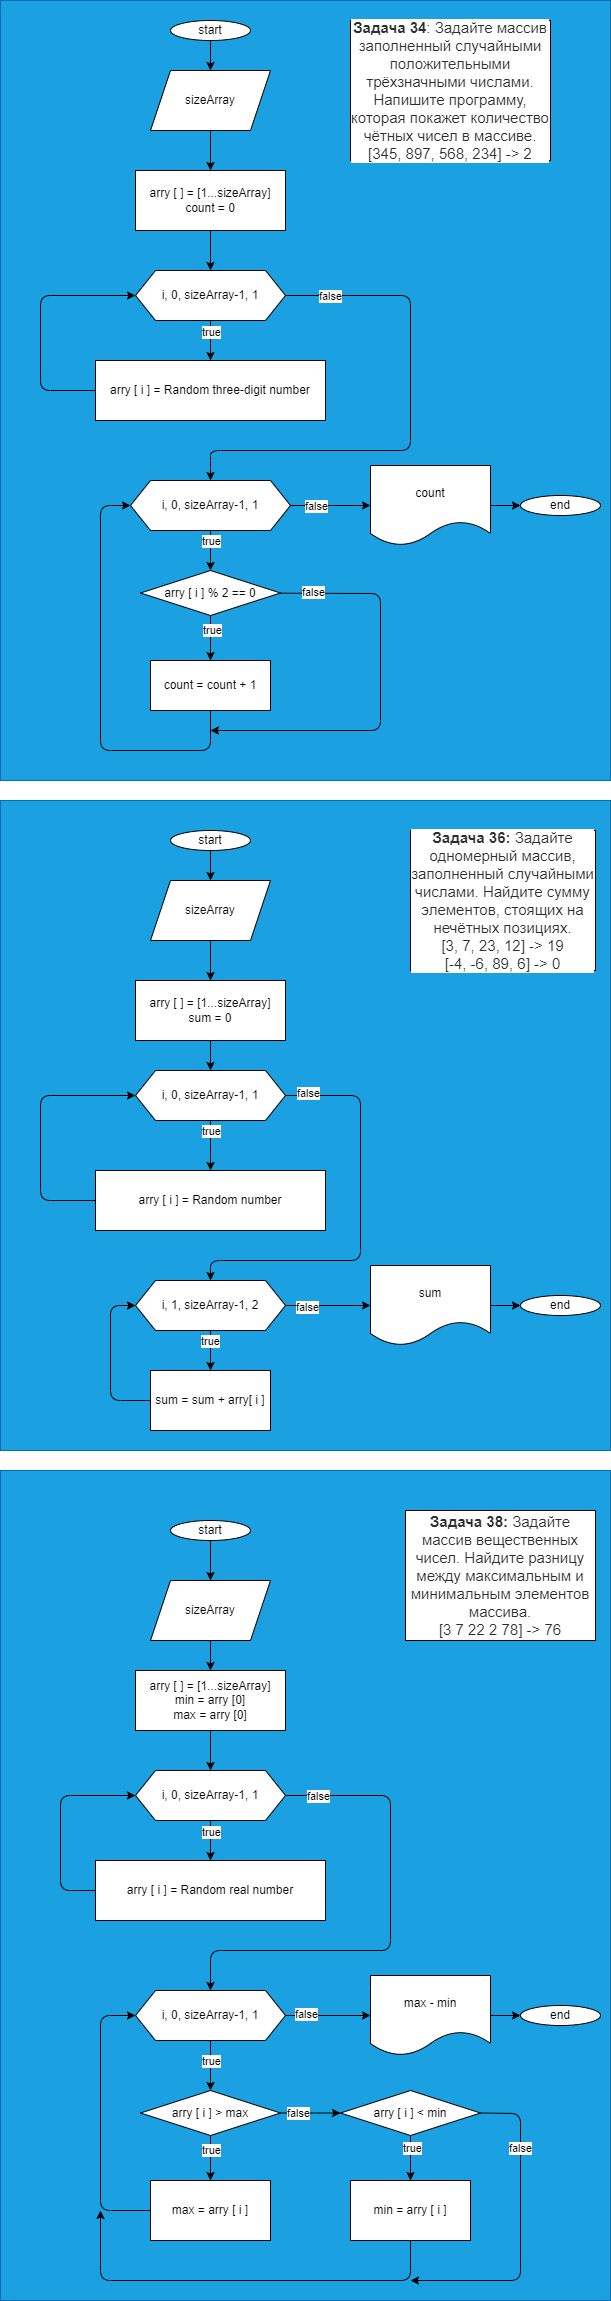 start
Задача 34: Задайте массив
заполненный случайными
положительными
трёхзначными числами.
Напишите программу,
которая покажет количество
чётных чисел в массиве.
[345, 897, 568, 234] -> 2
sizeArray
arry [ ] = [1...sizeArray]
count = 0
i, 0, sizeArray-1, 1
false
true
arry [ i ] = Random three-digit number
i, 0, sizeArray-1, 1
false
count
end
true
arry [ i ] % 2 == 0
false
true
count = count + 1
start
Задача 36: Задайте
одномерный массив,
заполненный случайными
числами. Найдите сумму
элементов, стоящих на
нечётных позициях.
[3, 7, 23, 12] -> 19
[-4, -6, 89, 6] -> 0
sizeArray
arry [ ] = [1...sizeArray]
sum = 0
i, 0, sizeArray-1, 1
false
true
arry [ i ] = Random number
i, 1, sizeArray-1, 2
false
sum
end
true
sum = sum + arry[ i ]
start
Задача 38: Задайте
массив вещественных
чисел. Найдите разницу
между максимальным и
минимальным элементов
массива.
[3 7 22 2 78] -> 76
sizeArray
arry [ ] = [1...sizeArray]
min = arry [0]
max = arry [0]
i, 0, sizeArray-1, 1
false
true
arry [ i ] = Random real number
i, 0, sizeArray-1, 1
false
max - min
end
true
arry [ i ] > max
false
arry [ i ] < min
false
true
true
max = arry [ i ]
min = arry [ i ]